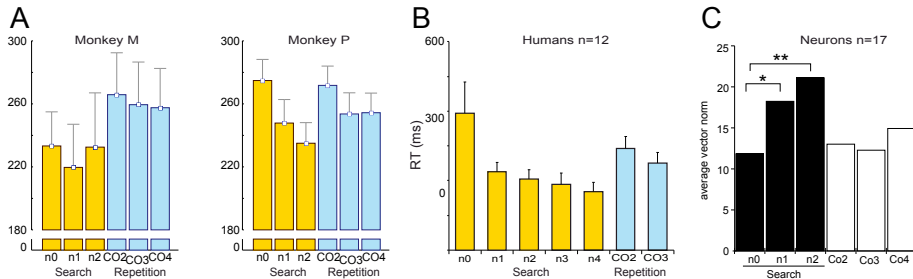 A
Monkey M
300
260
220
180
0
n0 n1 n2 CO2 CO3 CO4
Search Repetition
Monkey P
300
260
220
180
0
n0 n1 n2 CO2 CO3 CO4
Search Repetition
B
Humans n=12
RT (ms)
600
300
0
n0 n1 n2 n3 n4 CO2 CO3
Search Repetition
C
Neurons n=17
average vector norm
25
20
15
10
5
0
* **
n0 n1 n2 Co2 Co3 Co4
Search